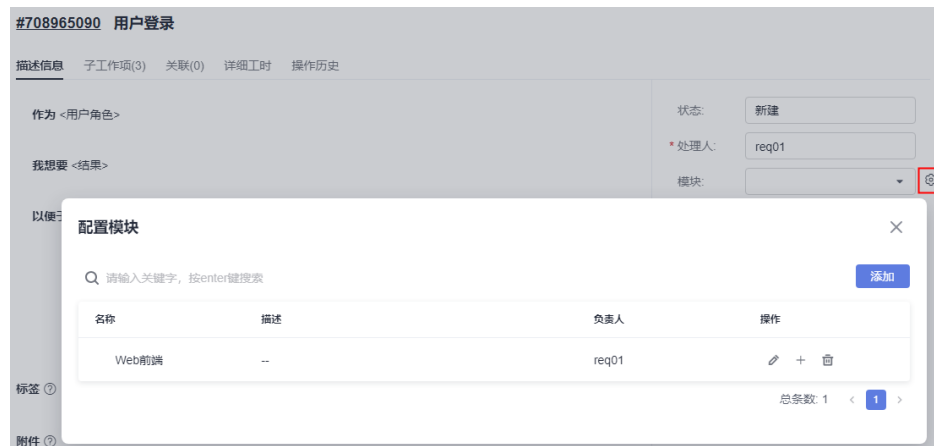 #708965090 用户登录
描述信息 子工作项(3) 关联(0) 详细工时 操作历史
作为 <用户角色>
状态: 新建
* 处理人: req01
我想要 <结果>
模块:
以便于
配置模块
请输入关键字，按enter键搜索 添加
名称 描述 负责人 操作
Web前端 -- req01
总条数: 1 < 1 >
标签
附件